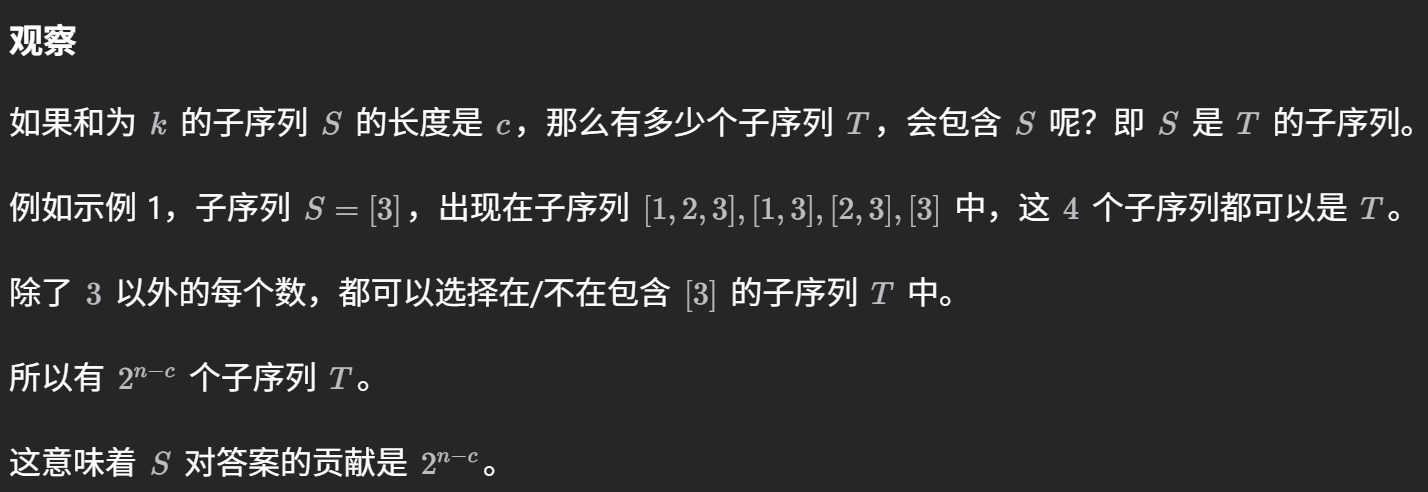 观察
如果和为 k 的子序列 S 的长度是 c，那么有多少个子序列 T，会包含 S 呢？即 S 是 T 的子序列。
例如示例 1，子序列 S = [3]，出现在子序列 [1, 2, 3], [1, 3], [2, 3], [3] 中，这 4 个子序列都可以是 T。
除了 3 以外的每个数，都可以选择在/不在包含 [3] 的子序列 T 中。
所以有 2^{n−c} 个子序列 T。
这意味着 S 对答案的贡献是 2^{n−c}。